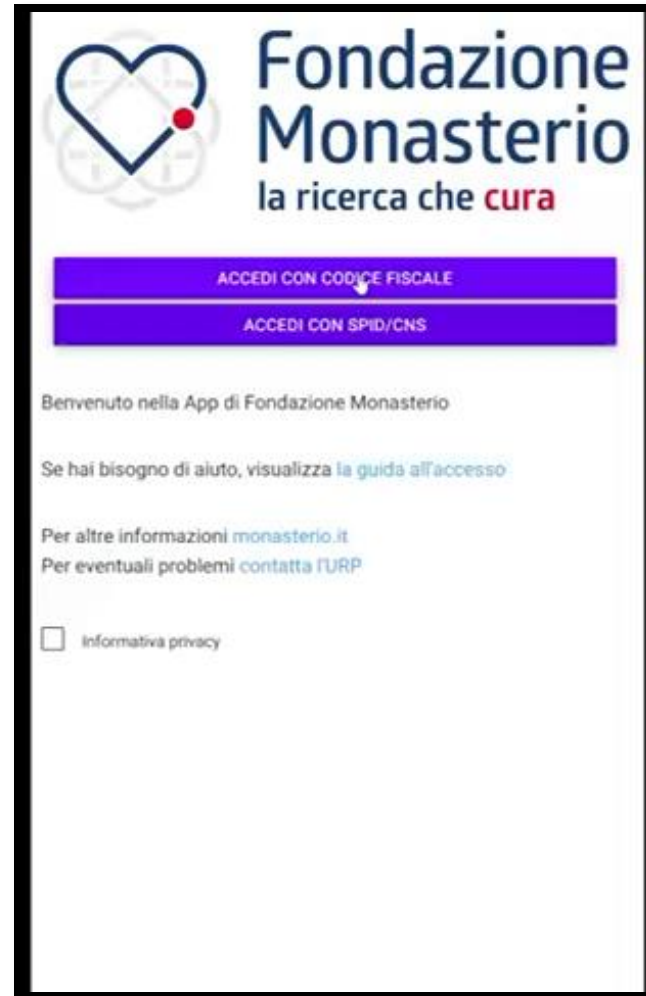 Fondazione
Monasterio
la ricerca che cura
ACCEDI CON CODICE FISCALE
ACCEDI CON SPID/CNS
Benvenuto nella App di Fondazione Monasterio
Se hai bisogno di aiuto, visualizza la guida all'accesso
Per altre informazioni monasterio.it
Per eventuali problemi contatta l'URP
Informativa privacy